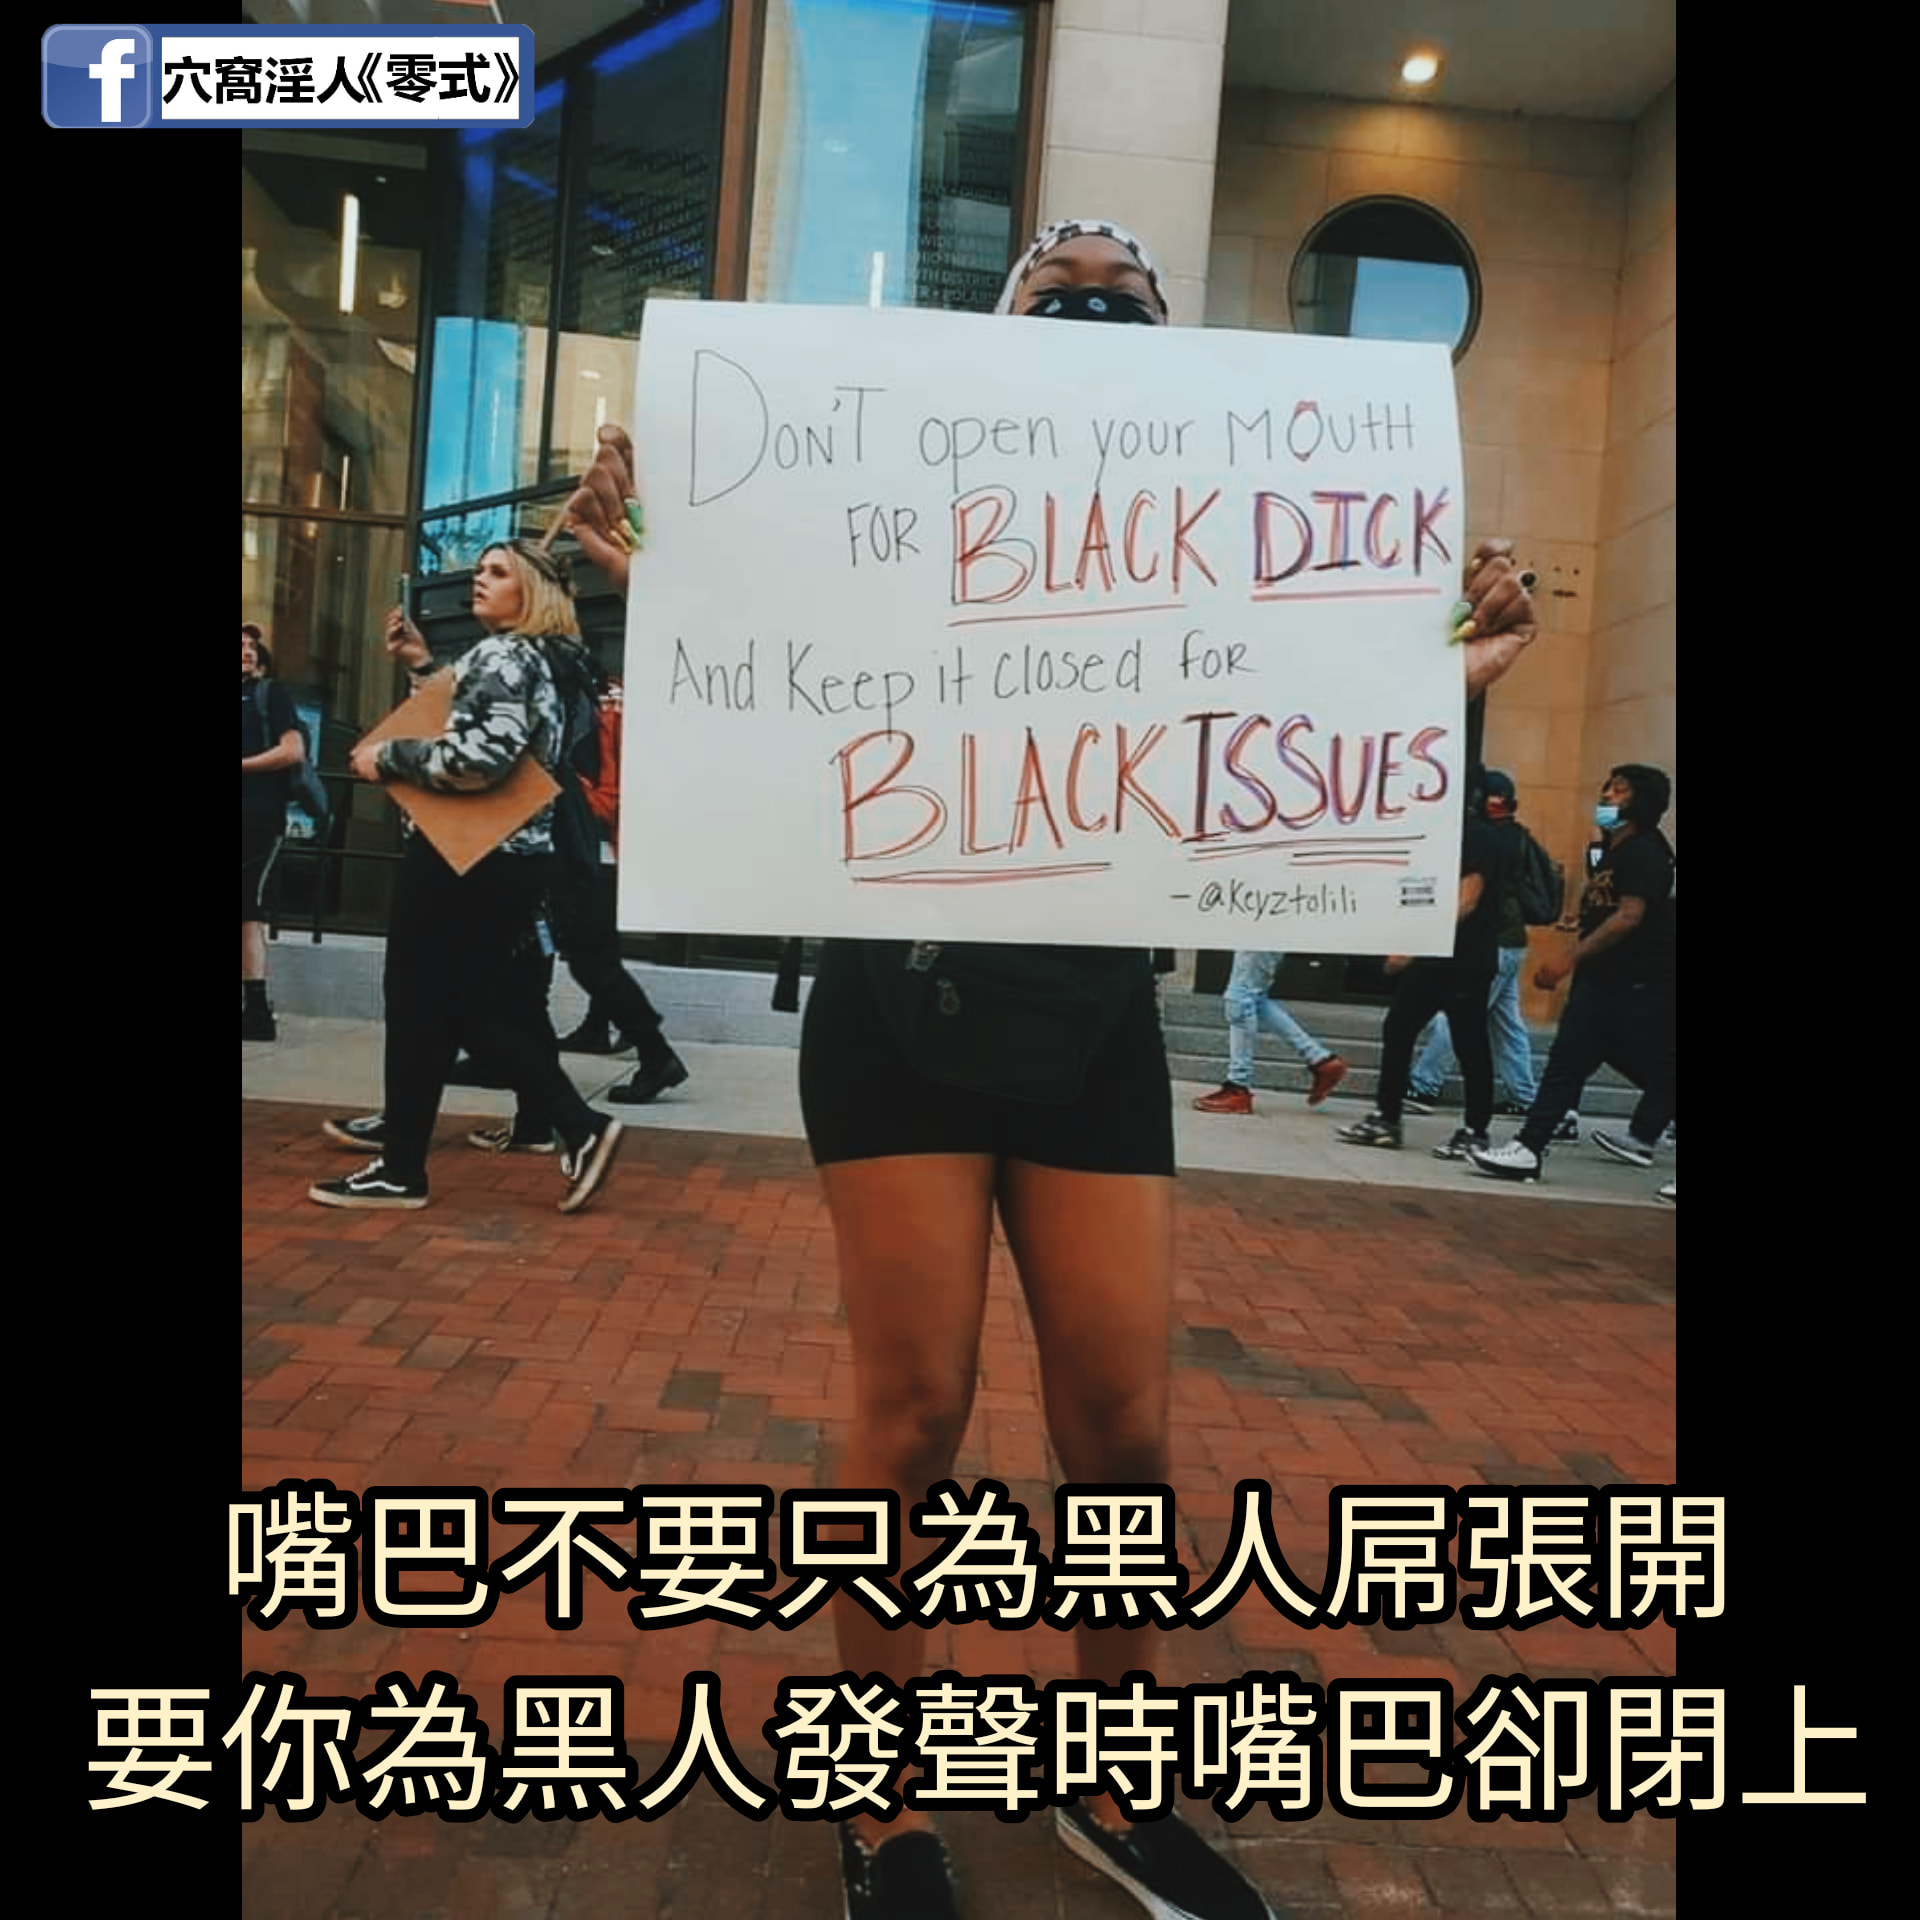 f 穴窩淫人《零式》
DON'T open your MOUTH
FOR BLACK DICK
And Keep it closed for
BLACK ISSUES
-@Keyztolili
嘴巴不要只為黑人屌張開
要你為黑人發聲時嘴巴卻閉上